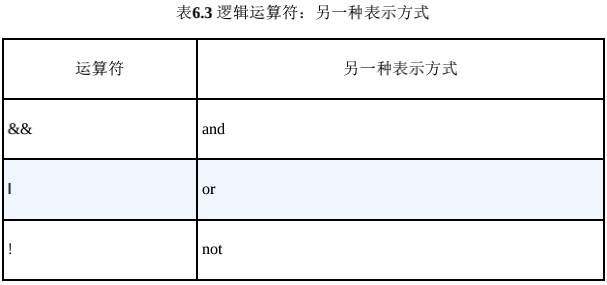 表6.3 逻辑运算符：另一种表示方式
运算符 另一种表示方式
&& and
| or
! not